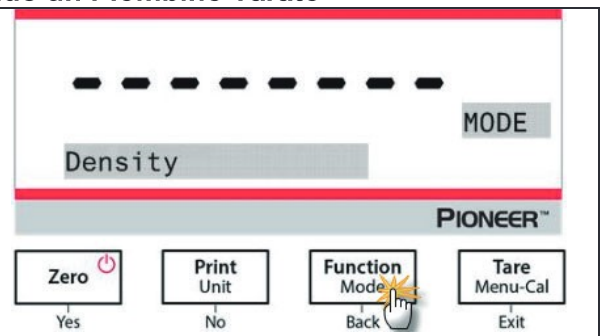 MODE
Density
PIONEER™
Zero
Print
Unit
Function
Mode
Tare
Menu-Cal
Yes
No
Back
Exit